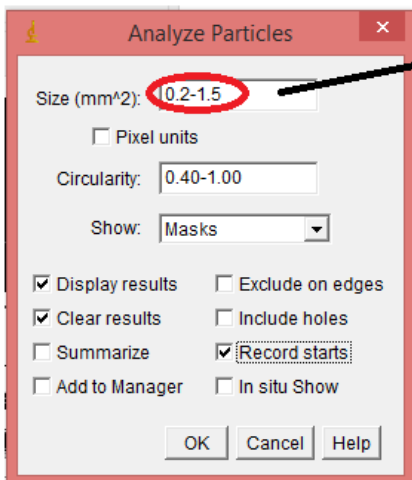 Analyze Particles
Size (mm^2): 0.2-1.5
Pixel units
Circularity: 0.40-1.00
Show: Masks
Display results Exclude on edges
Clear results Include holes
Summarize Record starts
Add to Manager In situ Show
OK Cancel Help